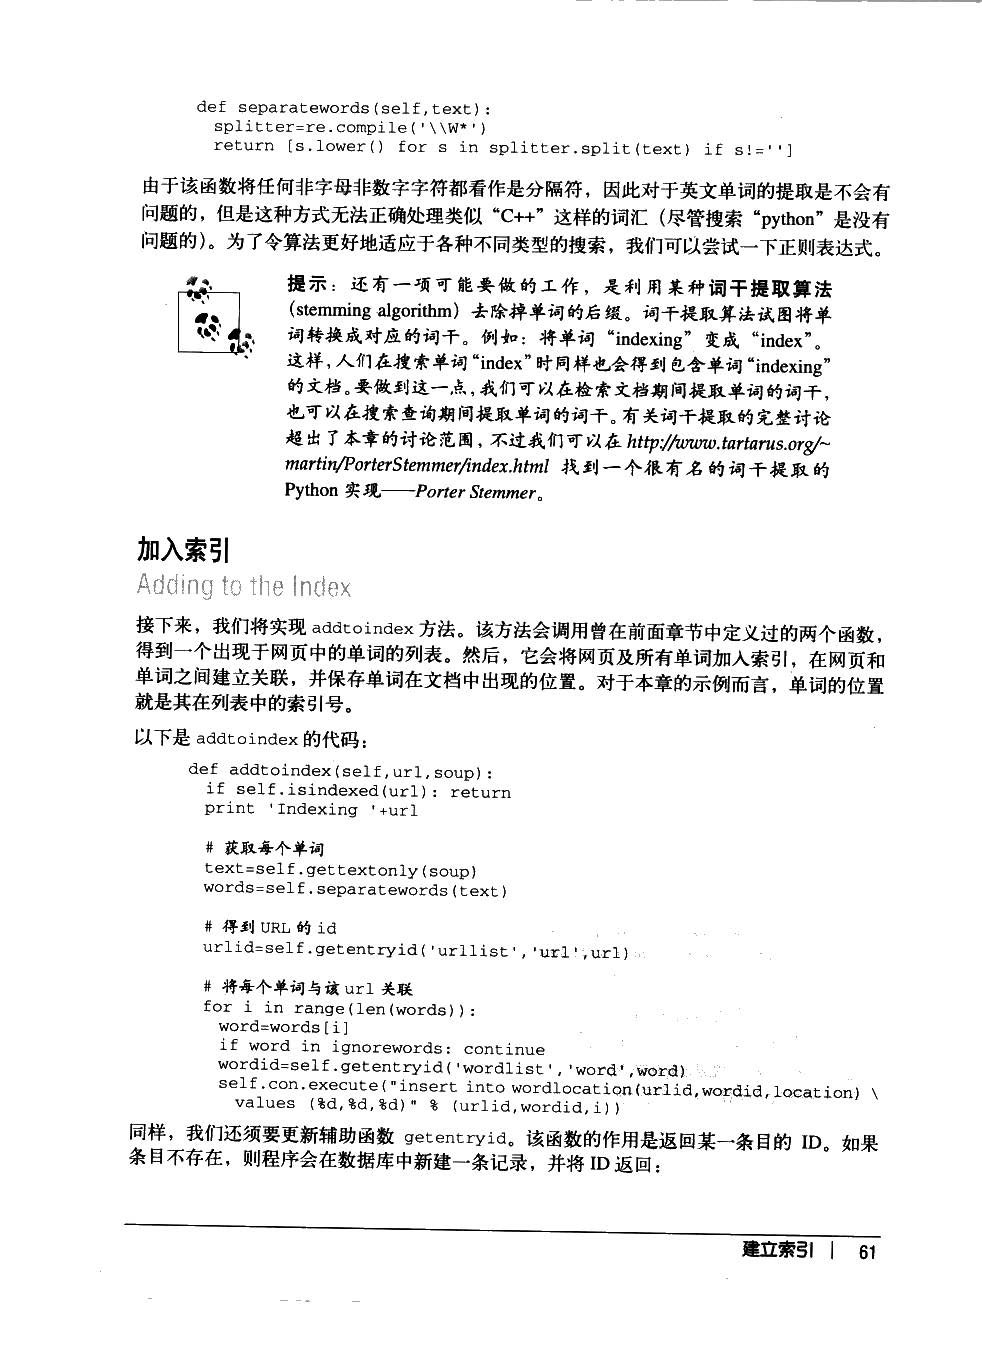 def separatewords(self,text):
splitter=re.compile('\\W*')
return [s.lower() for s in splitter.split(text) if s!='']
由于该函数将任何非字母非数字字符都看作是分隔符，因此对于英文单词的提取是不会有
问题的，但是这种方式无法正确处理类似“C++”这样的词汇（尽管搜索“python”是没有
问题的）。为了令算法更好地适应于各种不同类型的搜索，我们可以尝试一下正则表达式。
提示：还有一项可能要做的工作，是利用某种词干提取算法
（stemming algorithm）去除掉单词的后缀。词干提取算法试图将单
词转换成对应的词干。例如：将单词“indexing”变成“index”。
这样，人们在搜索单词“index”时同样也会得到包含单词“indexing”
的文档。要做到这一点，我们可以在检索文档期间提取单词的词干，
也可以在搜索查询期间提取单词的词干。有关词干提取的完整讨论
超出了本章的讨论范围，不过我们可以在 http://www.tartarus.org/~
martin/PorterStemmer/index.html 找到一个很有名的词干提取的
Python 实现——Porter Stemmer。
加入索引
Adding to the Index
接下来，我们将实现 addtoindex 方法。该方法会调用曾在前面章节中定义过的两个函数，
得到一个出现于网页中的单词的列表。然后，它会将网页及所有单词加入索引，在网页和
单词之间建立关联，并保存单词在文档中出现的位置。对于本章的示例而言，单词的位置
就是其在列表中的索引号。
以下是 addtoindex 的代码：
def addtoindex(self,url,soup):
if self.isindexed(url): return
print 'Indexing '+url
# 获取每个单词
text=self.gettextonly(soup)
words=self.separatewords(text)
# 得到 URL 的 id
urlid=self.getentryid('urllist','url',url)
# 将每个单词与该 url 关联
for i in range(len(words)):
word=words[i]
if word in ignorewords: continue
wordid=self.getentryid('wordlist','word',word)
self.con.execute("insert into wordlocation(urlid,wordid,location) \
values (%d,%d,%d)" % (urlid,wordid,i))
同样，我们还须要更新辅助函数 getentryid。该函数的作用是返回某一条目的 ID。如果
条目不存在，则程序会在数据库中新建一条记录，并将 ID 返回：
建立索引 | 61